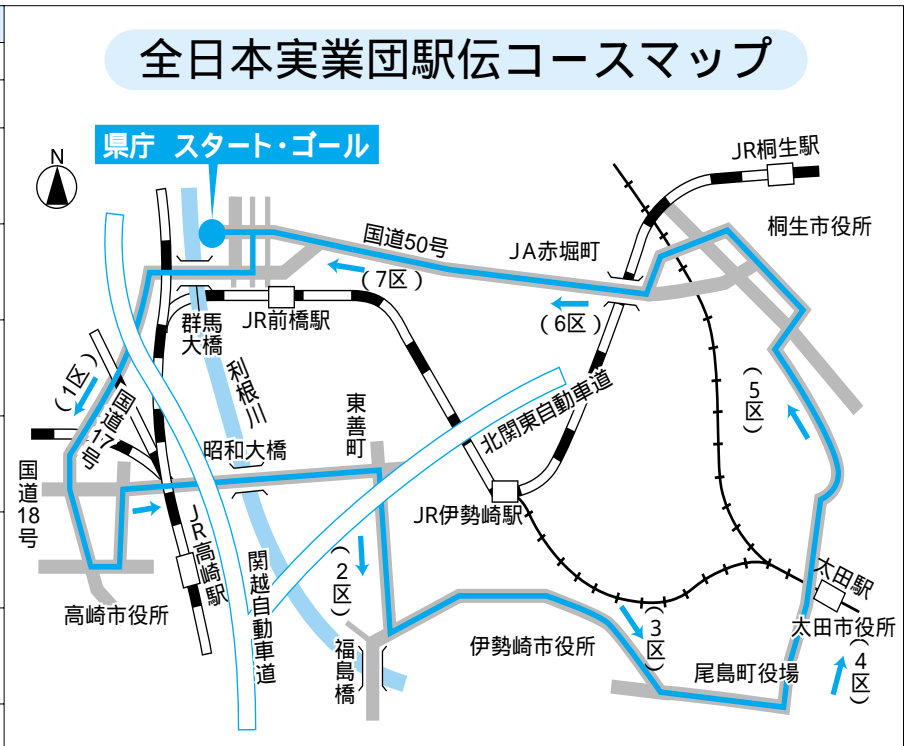 全日本実業団駅伝コースマップ
県庁 スタート・ゴール
N
JR桐生駅
桐生市役所
国道50号
JA赤堀町
(7区)
(6区)
JR前橋駅
群馬
大橋
利根川
(1区)
国道17号
昭和大橋
東善町
北関東自動車道
(5区)
国道18号
JR高崎駅
JR伊勢崎駅
関越自動車道
(2区)
高崎市役所
福島橋
伊勢崎市役所
(3区)
太田駅
太田市役所
尾島町役場
(4区)